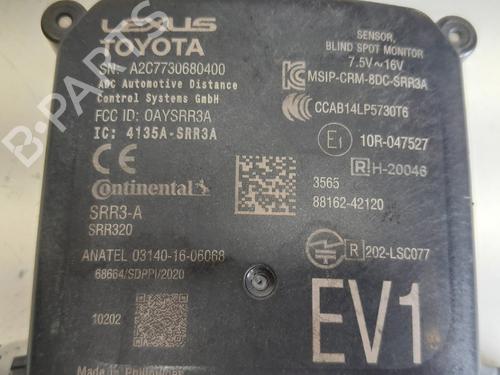 LEXUS
TOYOTA
SN: A2C7730680400
ADC Automotive Distance
Control Systems GmbH
FCC ID: OAYSRR3A
IC: 4135A-SRR3A
CE
Continental
SRR3-A
SRR320
ANATEL 03140-16-06068
68664/SDPPI/2020
10202
Made in
SENSOR,
BLIND SPOT MONITOR
7.5V~16V
MSIP-CRM-8DC-SRR3A
CCAB14LP5730T6
E1 10R-047527
R H-20046
3565
88162-42120
R 202-LSC077
EV1
B-PARTS